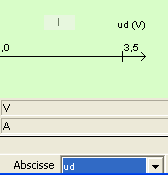 I
ud (V)
,0 3,5
V
A
Abscisse ud